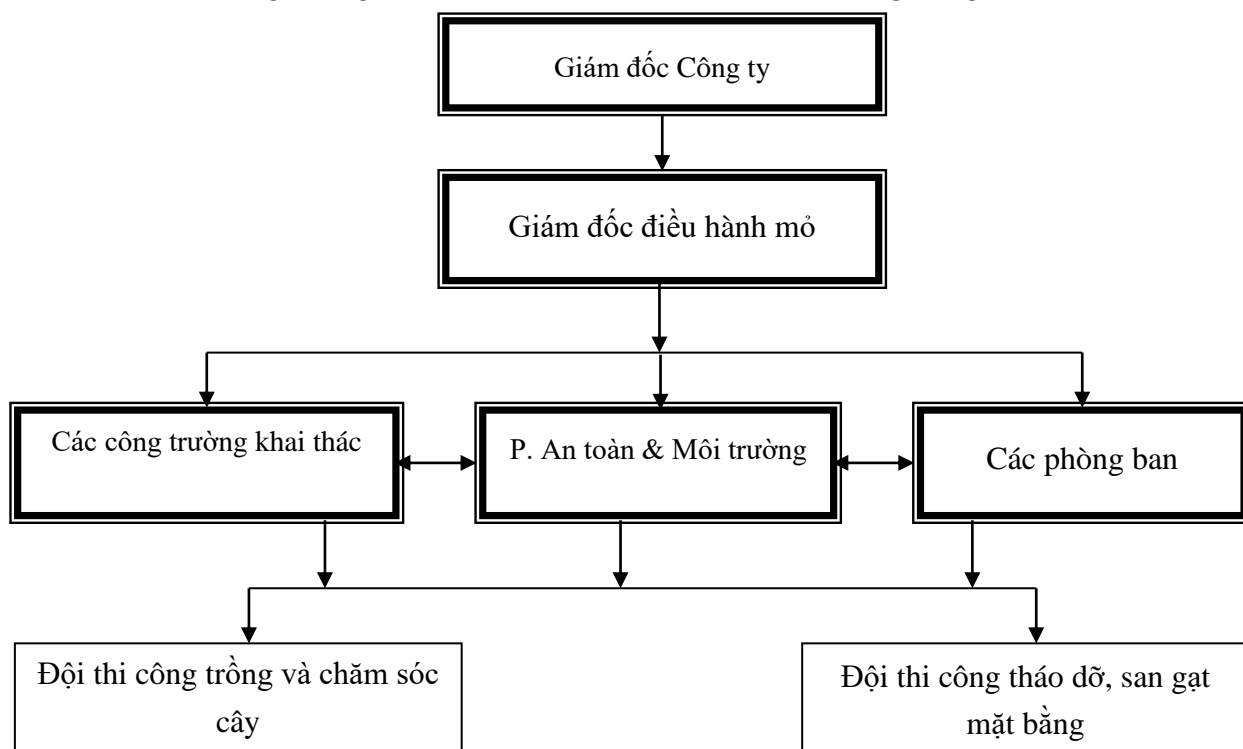 Giám đốc Công ty
Giám đốc điều hành mỏ
Các công trường khai thác
P. An toàn & Môi trường
Các phòng ban
Đội thi công trồng và chăm sóc
cây
Đội thi công tháo dỡ, san gạt
mặt bằng